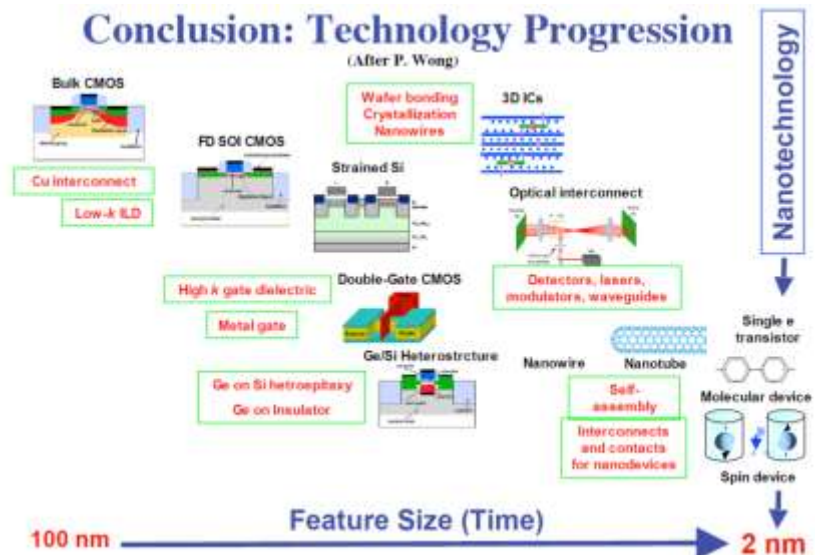 Conclusion: Technology Progression
(After P. Wong)
Bulk CMOS
Cu interconnect
Low-k ILD
FD SOI CMOS
Wafer bonding
Crystallization
Nanowires
3D ICs
Strained Si
Optical interconnect
Detectors, lasers,
modulators, waveguides
High k gate dielectric
Metal gate
Double-Gate CMOS
Ge/Si Heterostrcture
Ge on Si hetroepitaxy
Ge on Insulator
Nanowire
Nanotube
Self-
assembly
Interconnects
and contacts
for nanodevices
Nanotechnology
Single e
transistor
Molecular device
Spin device
Feature Size (Time)
100 nm
2 nm